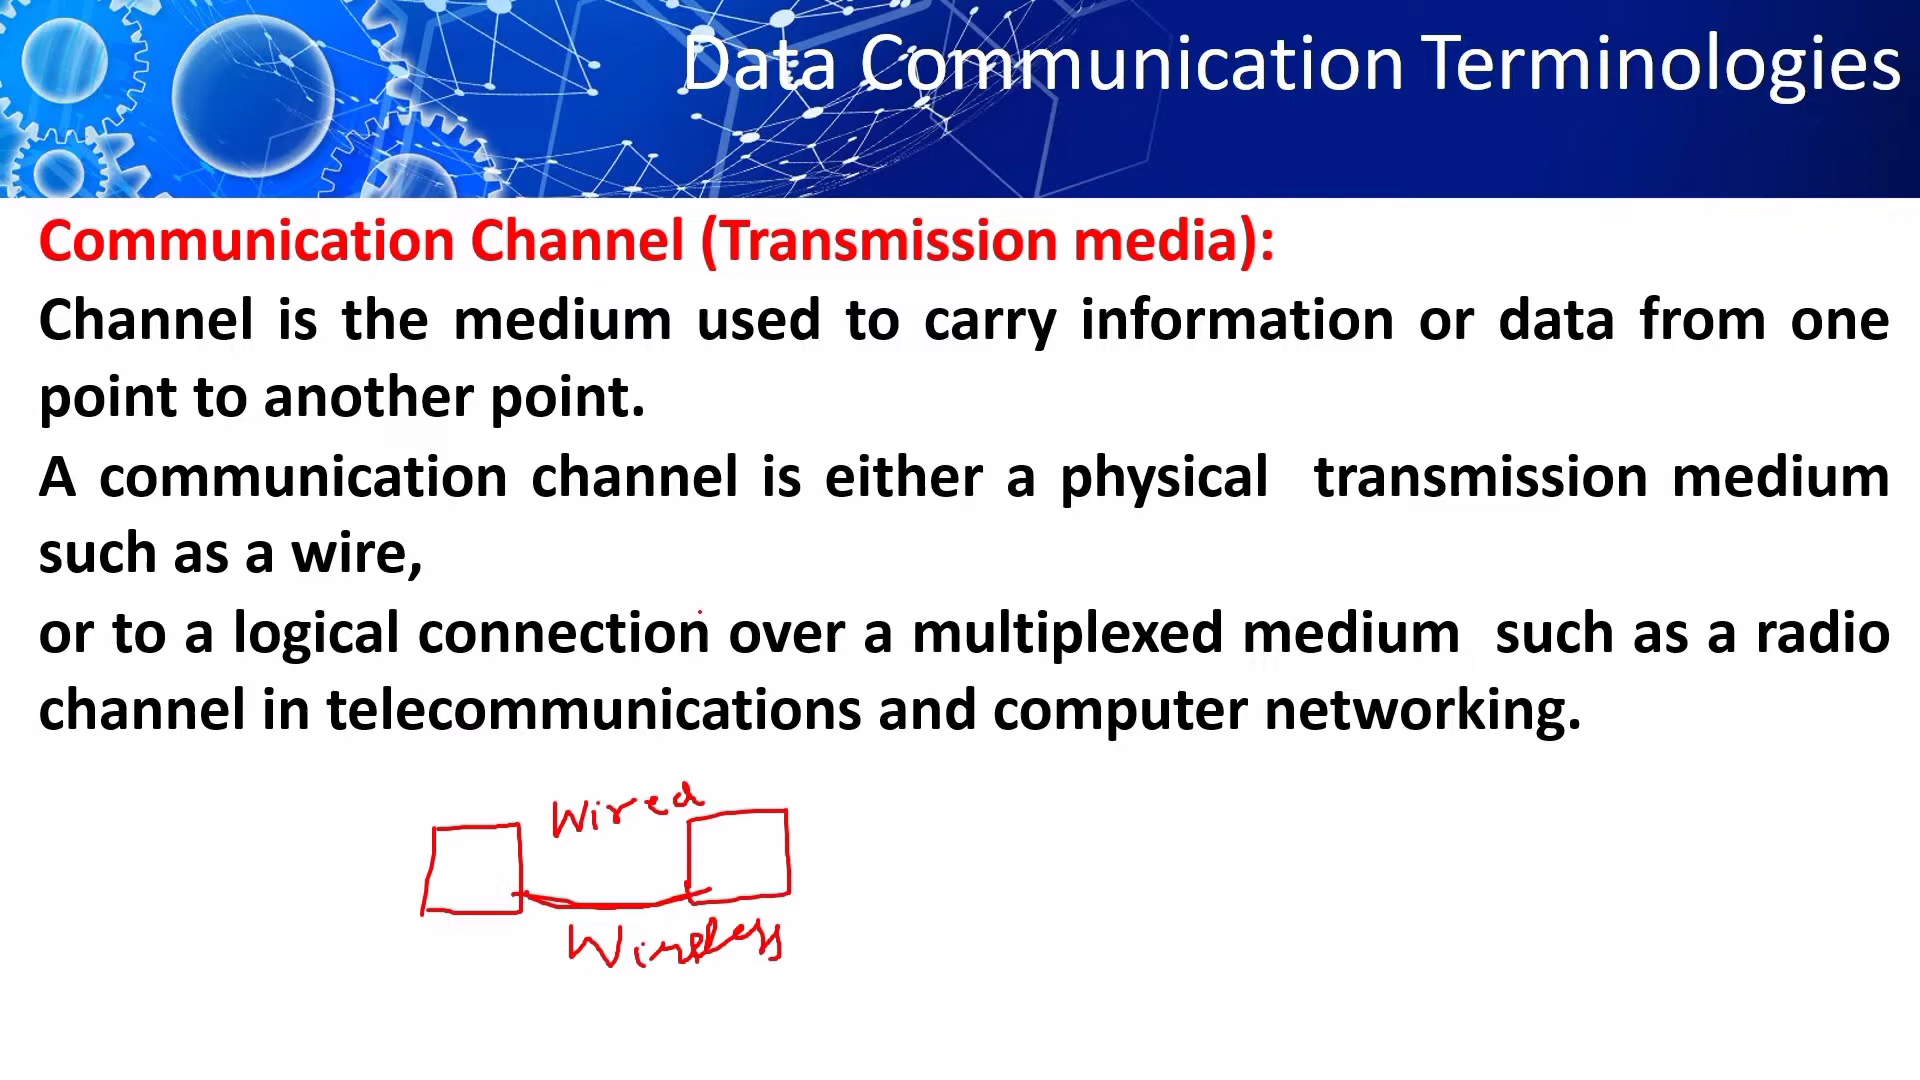 Data Communication Terminologies
Communication Channel (Transmission media):
Channel is the medium used to carry information or data from one
point to another point.
A communication channel is either a physical transmission medium
such as a wire,
or to a logical connection over a multiplexed medium such as a radio
channel in telecommunications and computer networking.
Wired
Wireless